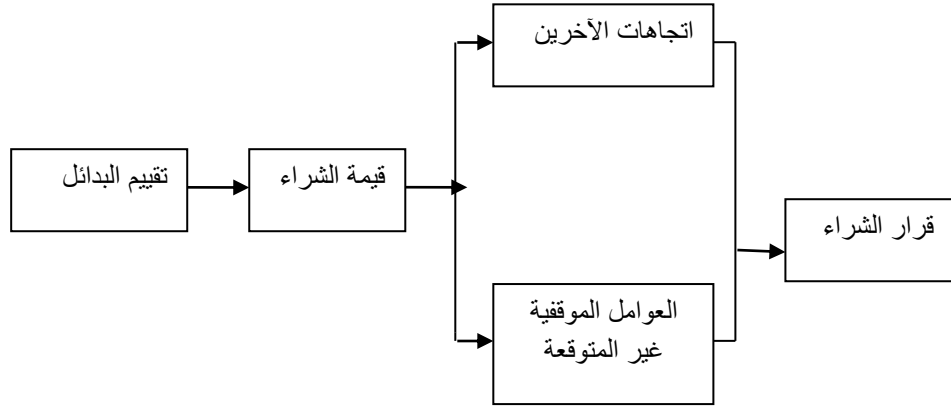 تقييم البدائل
قيمة الشراء
اتجاهات الآخرين
العوامل الموقفية
غير المتوقعة
قرار الشراء